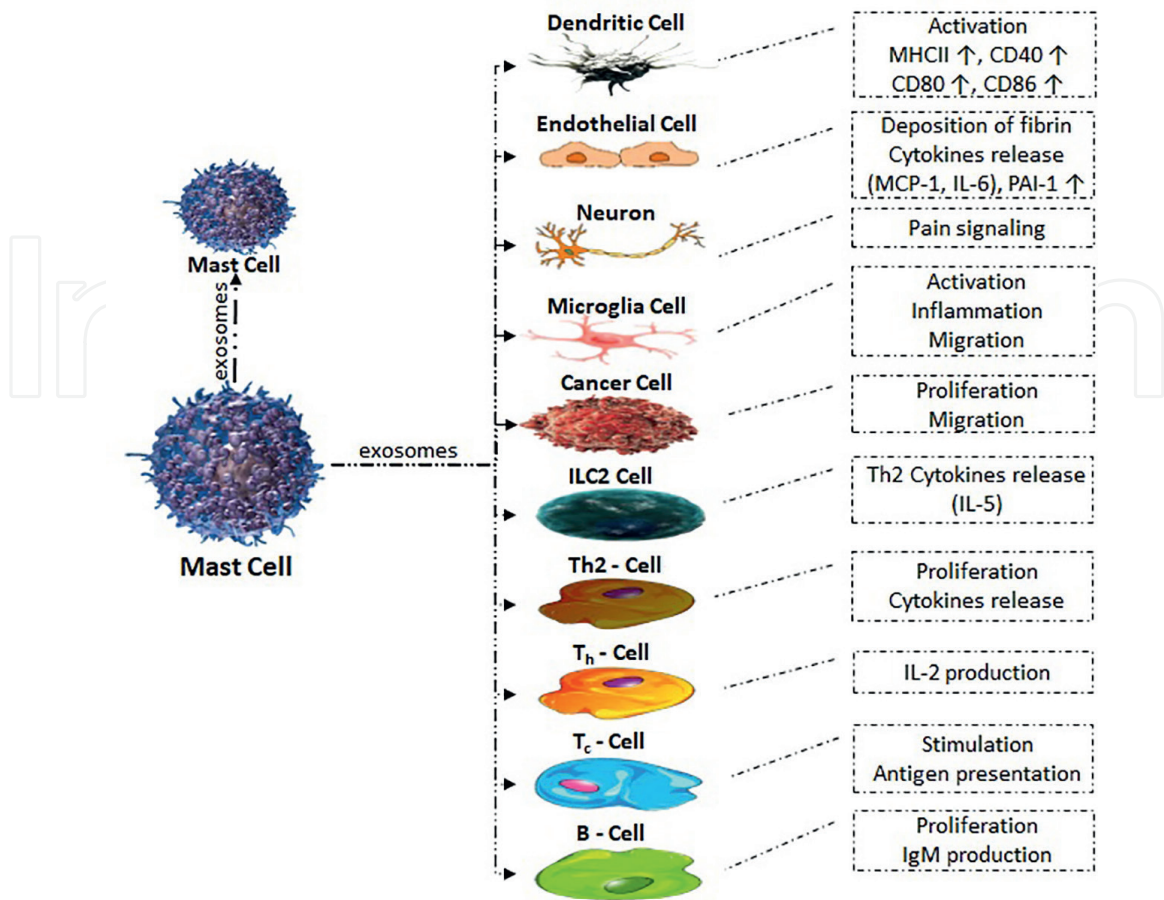 Dendritic Cell
Activation
MHCII ↑, CD40 ↑
CD80 ↑, CD86 ↑
Endothelial Cell
Deposition of fibrin
Cytokines release
(MCP-1, IL-6), PAI-1 ↑
Neuron
Pain signaling
Mast Cell
exosomes
Microglia Cell
Activation
Inflammation
Migration
Cancer Cell
Proliferation
Migration
exosomes
Mast Cell
ILC2 Cell
Th2 Cytokines release
(IL-5)
Th2 - Cell
Proliferation
Cytokines release
Th - Cell
IL-2 production
Tc - Cell
Stimulation
Antigen presentation
B - Cell
Proliferation
IgM production